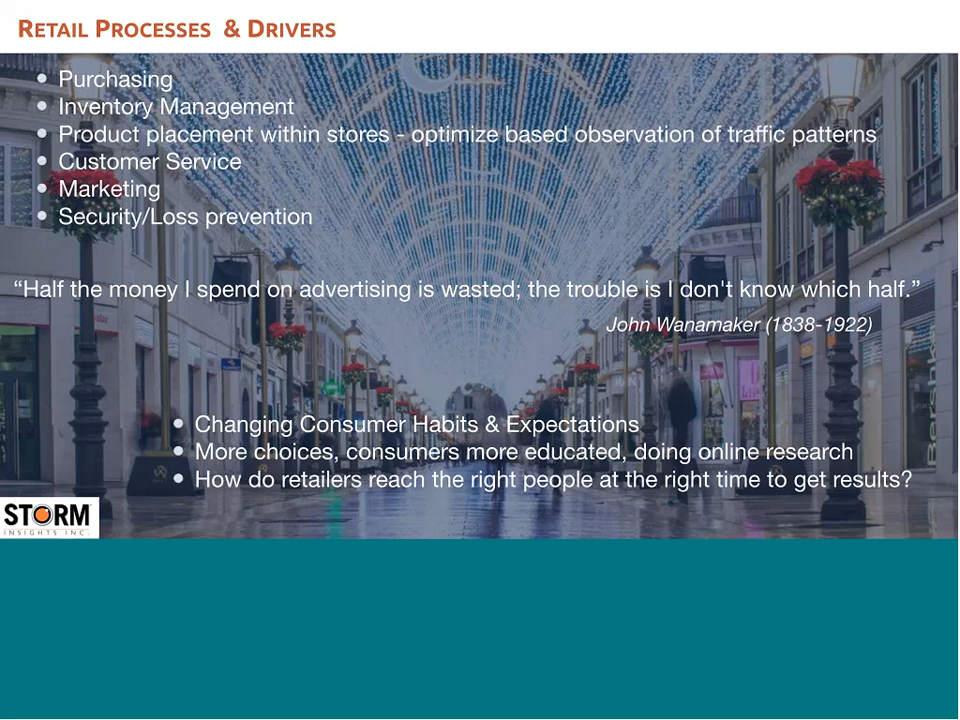 RETAIL PROCESSES & DRIVERS
• Purchasing
• Inventory Management
• Product placement within stores - optimize based observation of traffic patterns
• Customer Service
• Marketing
• Security/Loss prevention
“Half the money I spend on advertising is wasted; the trouble is I don't know which half.”
John Wanamaker (1838-1922)
• Changing Consumer Habits & Expectations
• More choices, consumers more educated, doing online research
• How do retailers reach the right people at the right time to get results?
Bershka
STORM
INSIGHTS INC.